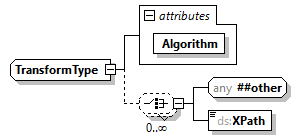 attributes
Algorithm
TransformType
any ##other
0..∞
ds:XPath